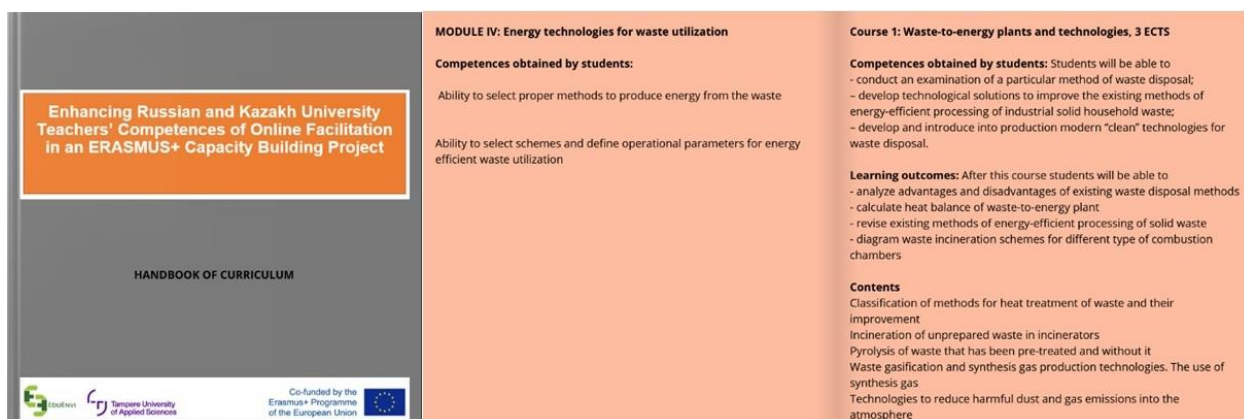 Enhancing Russian and Kazakh University
Teachers' Competences of Online Facilitation
in an ERASMUS+ Capacity Building Project
HANDBOOK OF CURRICULUM
EDUENVI
Tampere University
of Applied Sciences
Co-funded by the
Erasmus+ Programme
of the European Union
MODULE IV: Energy technologies for waste utilization
Competences obtained by students:
Ability to select proper methods to produce energy from the waste
Ability to select schemes and define operational parameters for energy
efficient waste utilization
Course 1: Waste-to-energy plants and technologies, 3 ECTS
Competences obtained by students: Students will be able to
- conduct an examination of a particular method of waste disposal;
– develop technological solutions to improve the existing methods of
energy-efficient processing of industrial solid household waste;
– develop and introduce into production modern "clean" technologies for
waste disposal.
Learning outcomes: After this course students will be able to
- analyze advantages and disadvantages of existing waste disposal methods
- calculate heat balance of waste-to-energy plant
- revise existing methods of energy-efficient processing of solid waste
- diagram waste incineration schemes for different type of combustion
chambers
Contents
Classification of methods for heat treatment of waste and their
improvement
Incineration of unprepared waste in incinerators
Pyrolysis of waste that has been pre-treated and without it
Waste gasification and synthesis gas production technologies. The use of
synthesis gas
Technologies to reduce harmful dust and gas emissions into the
atmosphere